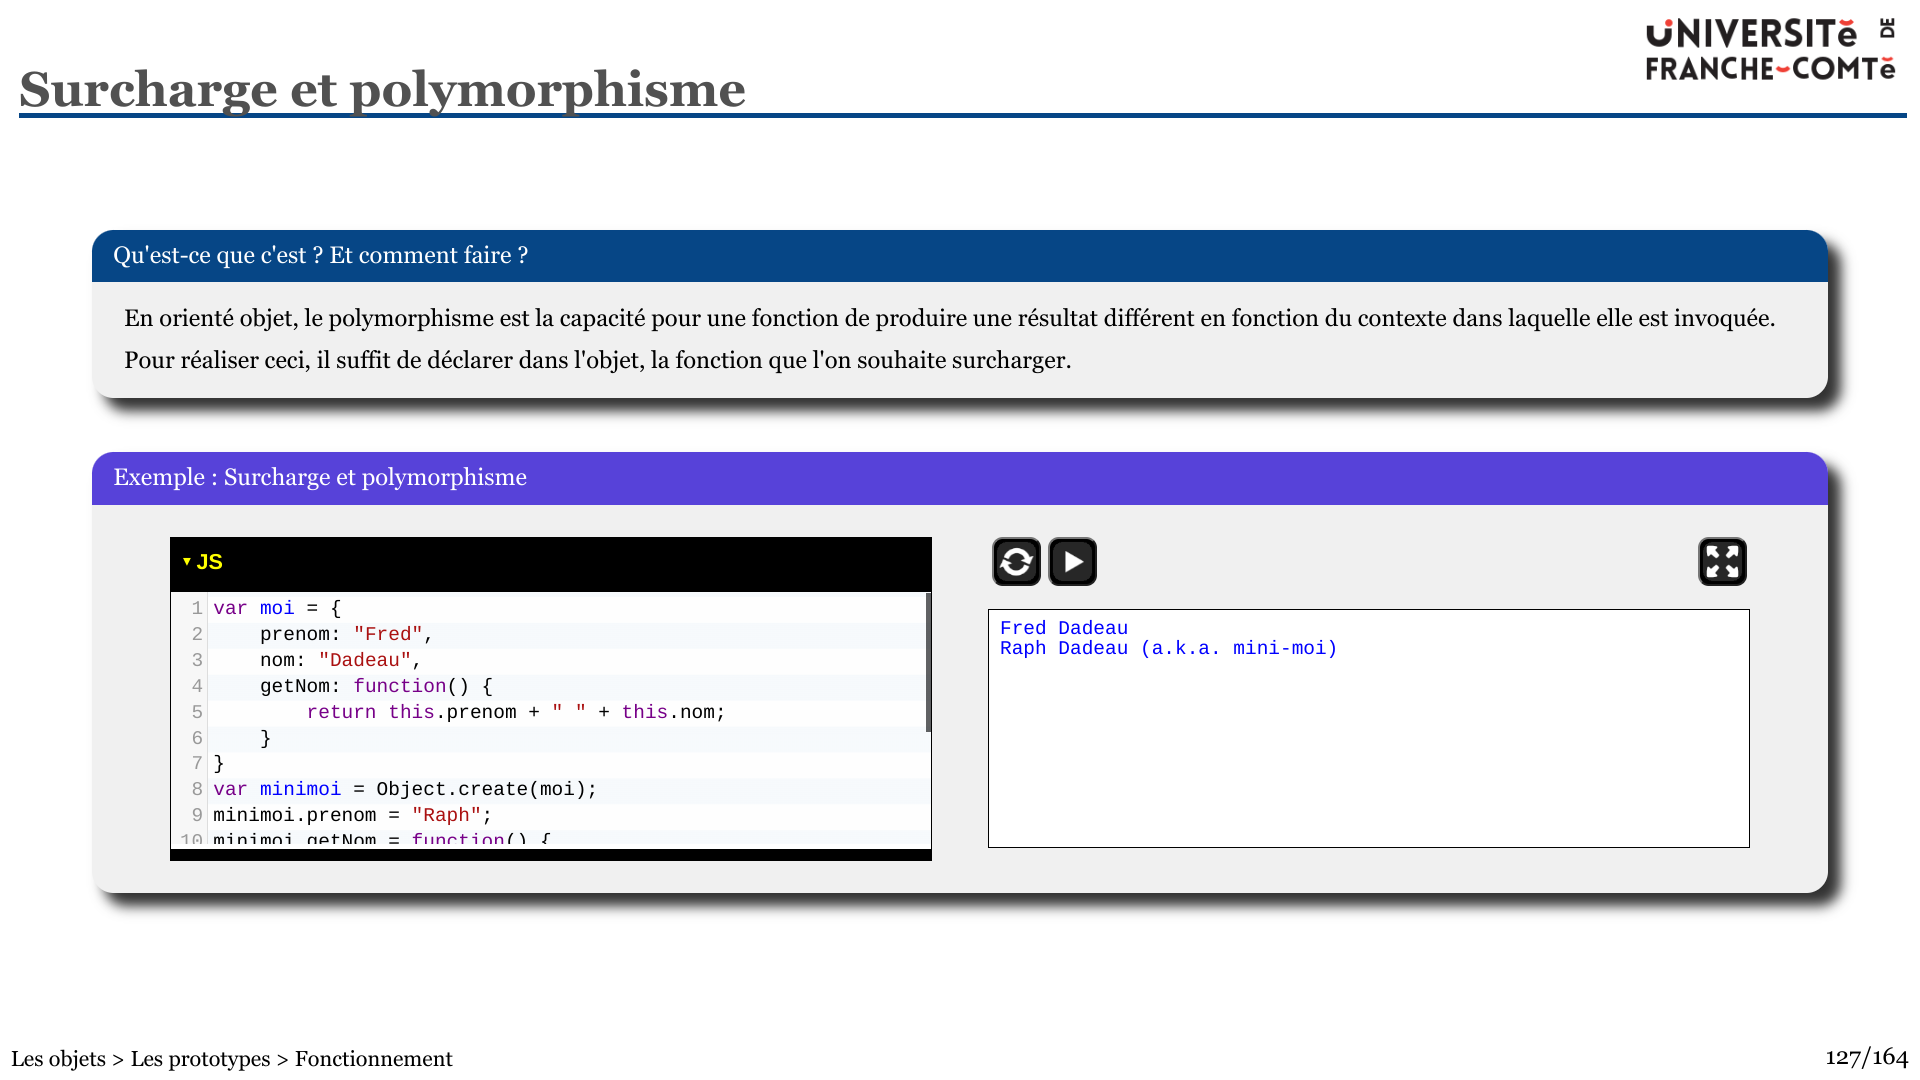 UNIVERSITé DE
FRANCHE-COMTé
Surcharge et polymorphisme
Qu'est-ce que c'est ? Et comment faire ?
En orienté objet, le polymorphisme est la capacité pour une fonction de produire une résultat différent en fonction du contexte dans laquelle elle est invoquée.
Pour réaliser ceci, il suffit de déclarer dans l'objet, la fonction que l'on souhaite surcharger.
Exemple : Surcharge et polymorphisme
▾ JS
1 var moi = {
2     prenom: "Fred",
3     nom: "Dadeau",
4     getNom: function() {
5         return this.prenom + " " + this.nom;
6     }
7 }
8 var minimoi = Object.create(moi);
9 minimoi.prenom = "Raph";
10 minimoi.getNom = function() {
Fred Dadeau
Raph Dadeau (a.k.a. mini-moi)
Les objets > Les prototypes > Fonctionnement
127/164